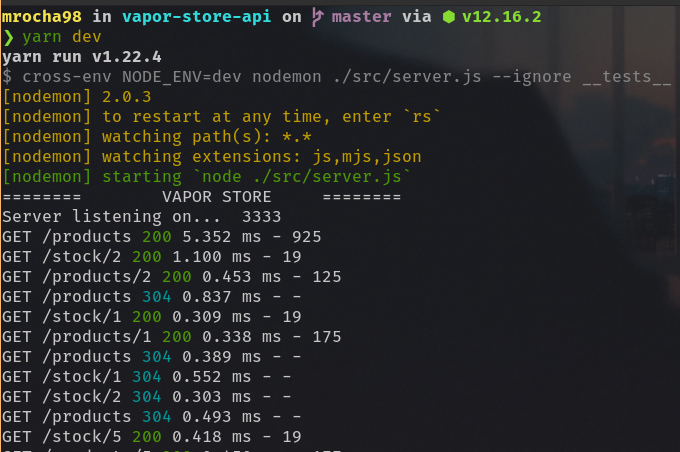 mrocha98 in vapor-store-api on master via v12.16.2
❯ yarn dev
yarn run v1.22.4
$ cross-env NODE_ENV=dev nodemon ./src/server.js --ignore __tests__
[nodemon] 2.0.3
[nodemon] to restart at any time, enter `rs`
[nodemon] watching path(s): *.*
[nodemon] watching extensions: js,mjs,json
[nodemon] starting `node ./src/server.js`
======== VAPOR STORE ========
Server listening on... 3333
GET /products 200 5.352 ms - 925
GET /stock/2 200 1.100 ms - 19
GET /products/2 200 0.453 ms - 125
GET /products 304 0.837 ms - -
GET /stock/1 200 0.309 ms - 19
GET /products/1 200 0.338 ms - 175
GET /products 304 0.389 ms - -
GET /stock/1 304 0.552 ms - -
GET /stock/2 304 0.303 ms - -
GET /products 304 0.493 ms - -
GET /stock/5 200 0.418 ms - 19